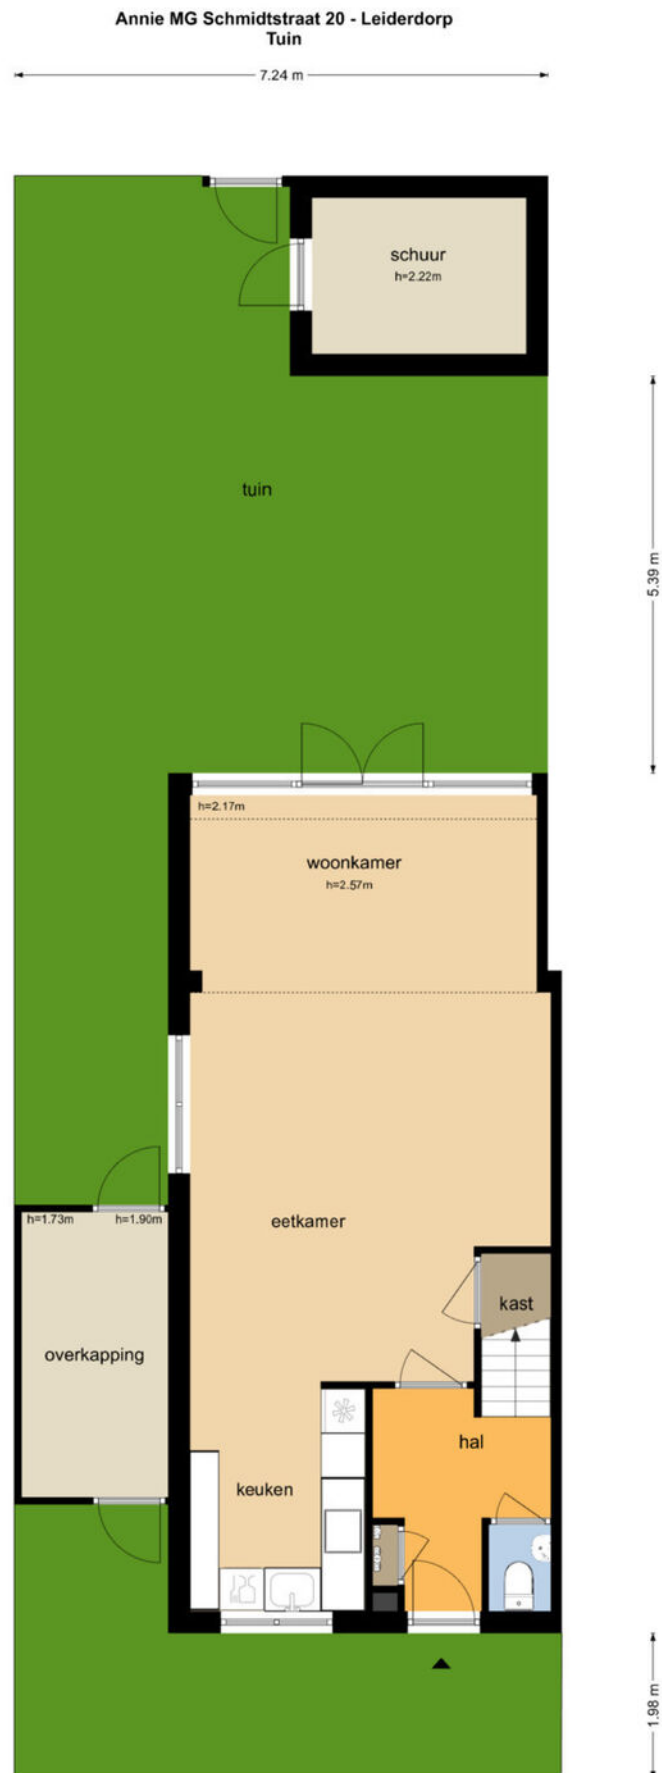 Annie MG Schmidtstraat 20 - Leiderdorp
Tuin
7.24 m
schuur
h=2.22m
tuin
5.39 m
h=2.17m
woonkamer
h=2.57m
h=1.73m
h=1.90m
eetkamer
kast
overkapping
hal
keuken
1.98 m